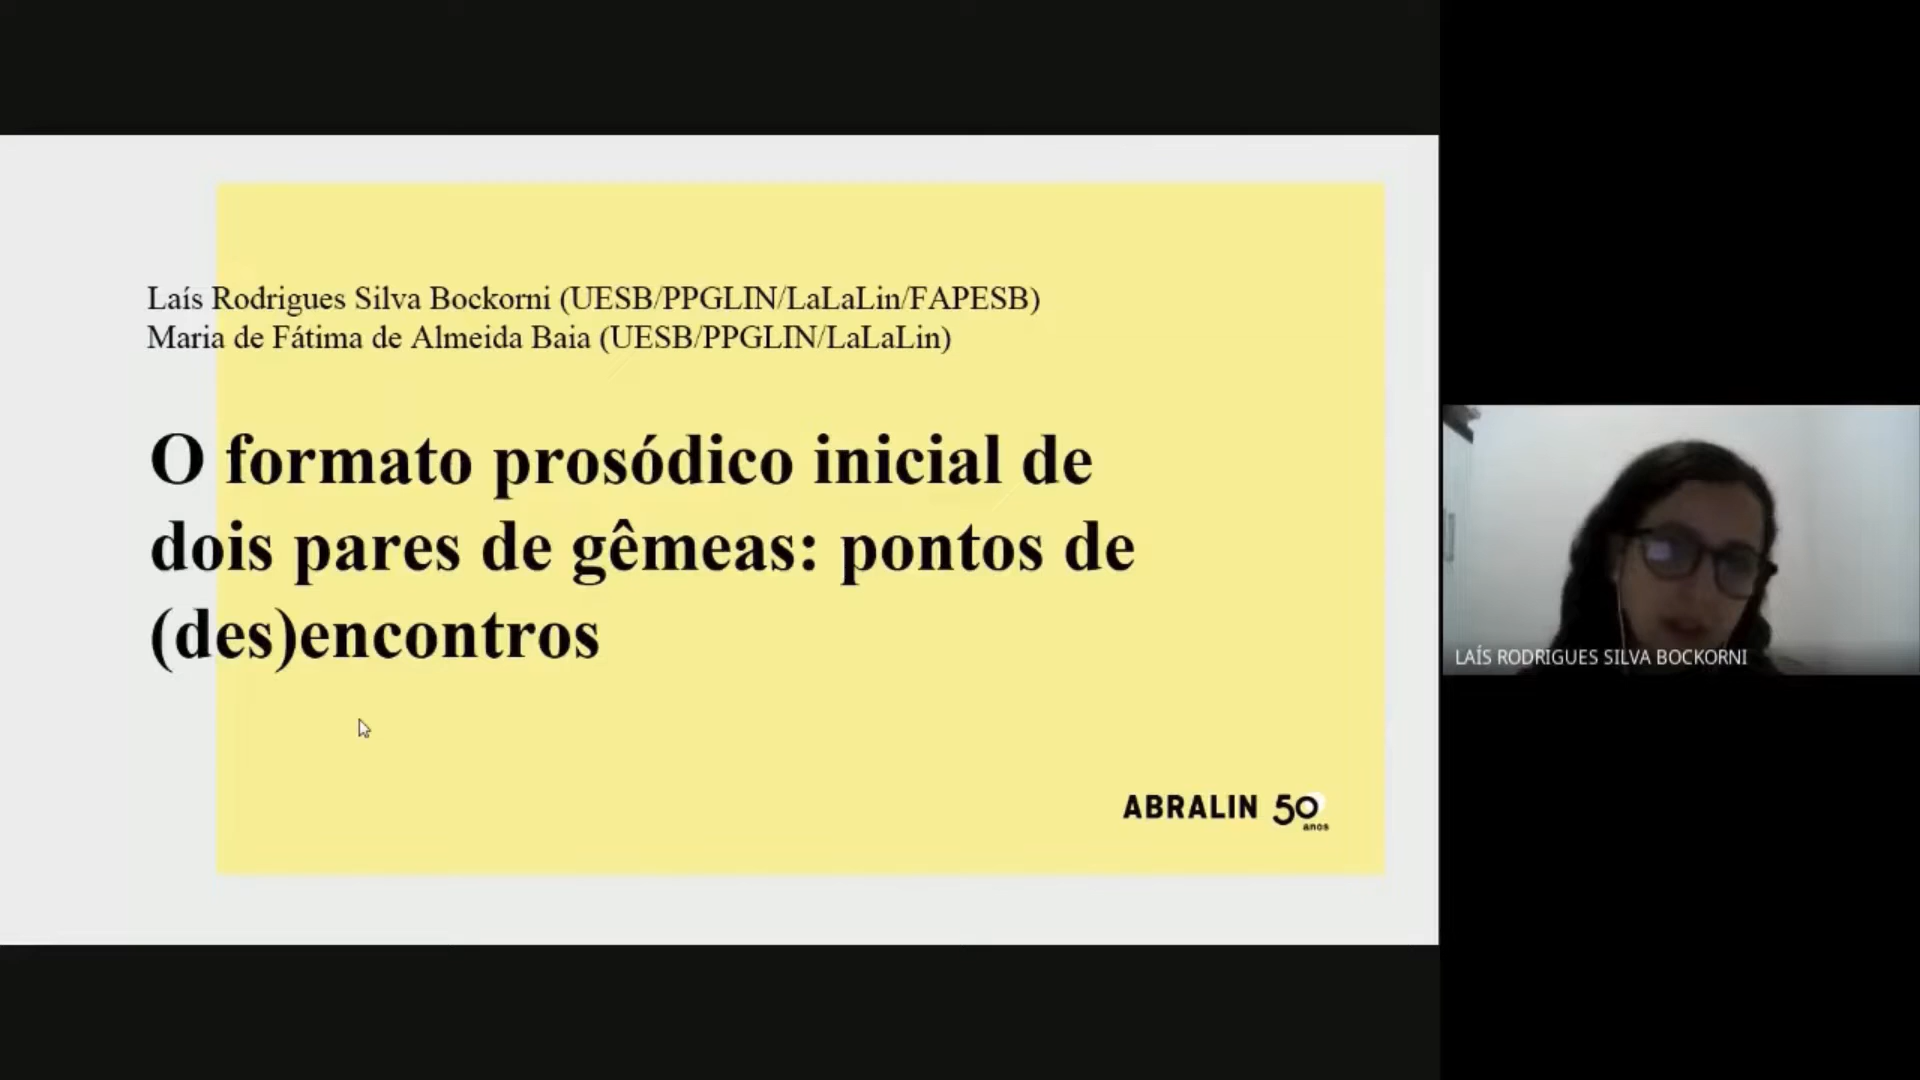 Laís Rodrigues Silva Bockorni (UESB/PPGLIN/LaLaLin/FAPESB)
Maria de Fátima de Almeida Baia (UESB/PPGLIN/LaLaLin)
O formato prosódico inicial de
dois pares de gêmeas: pontos de
(des)encontros
ABRALIN 50
anos
LAÍS RODRIGUES SILVA BOCKORNI